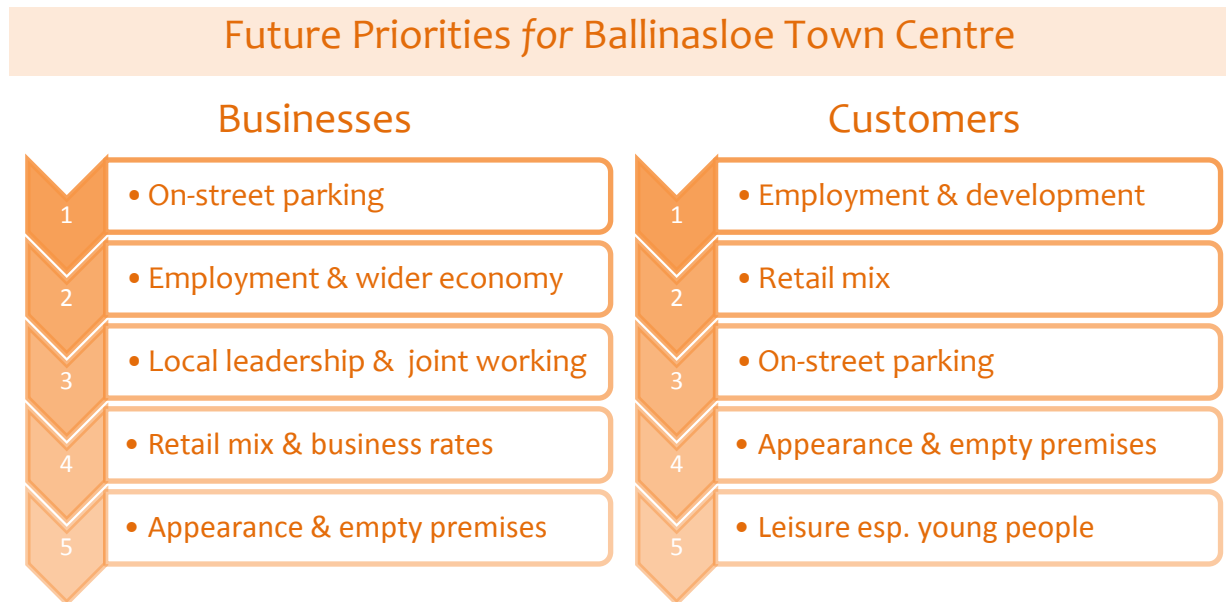 Future Priorities for Ballinasloe Town Centre
Businesses
1
• On-street parking
2
• Employment & wider economy
3
• Local leadership & joint working
4
• Retail mix & business rates
5
• Appearance & empty premises
Customers
1
• Employment & development
2
• Retail mix
3
• On-street parking
4
• Appearance & empty premises
5
• Leisure esp. young people